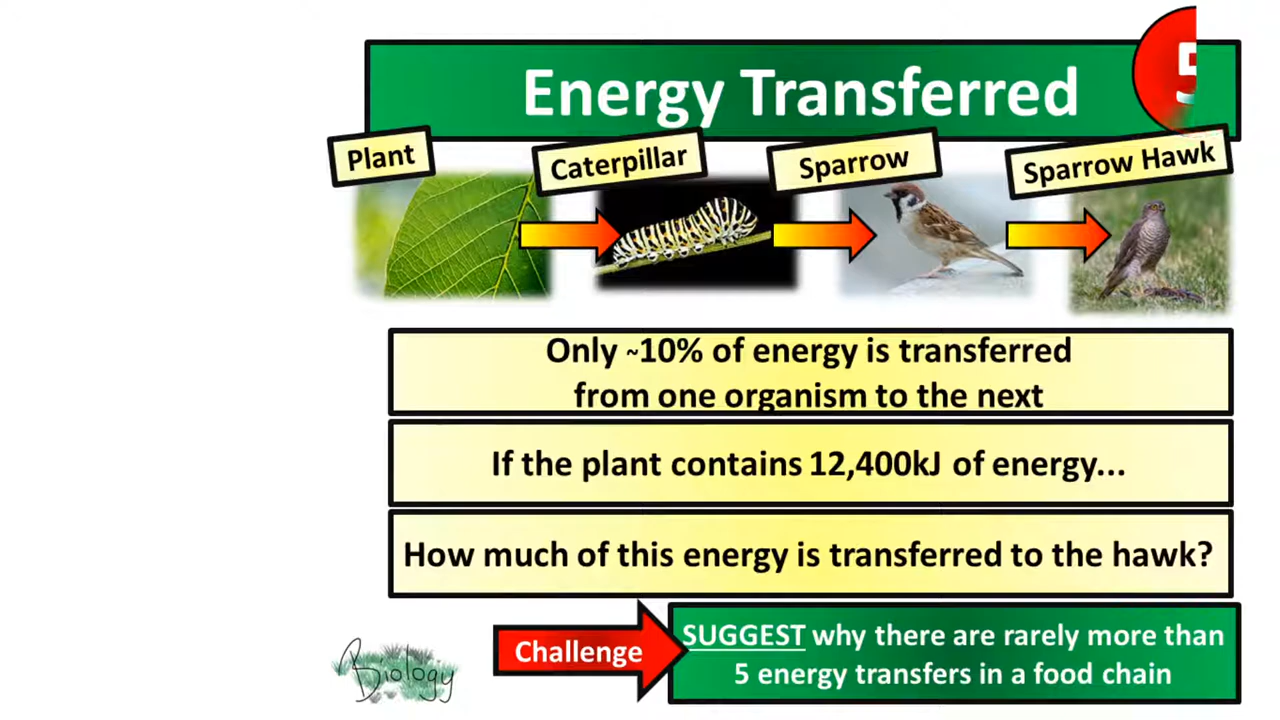 Energy Transferred
5
Plant
Caterpillar
Sparrow
Sparrow Hawk
Only ~10% of energy is transferred
from one organism to the next
If the plant contains 12,400kJ of energy...
How much of this energy is transferred to the hawk?
Challenge
SUGGEST why there are rarely more than
5 energy transfers in a food chain
Biology